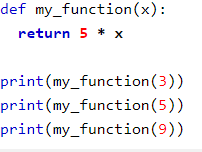 def my_function(x):
  return 5 * x

print(my_function(3))
print(my_function(5))
print(my_function(9))